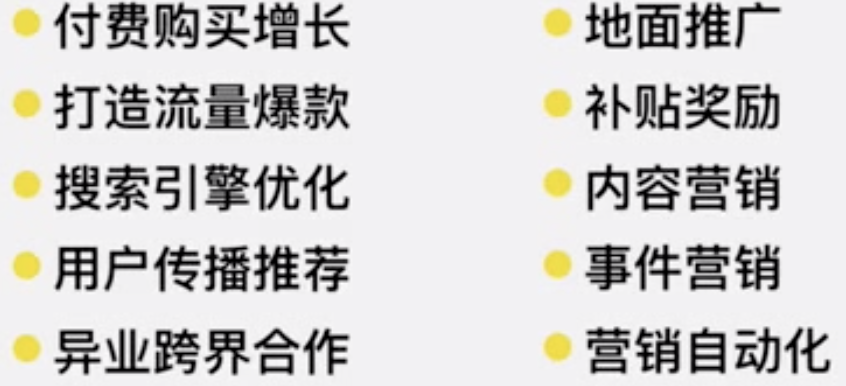 付费购买增长
打造流量爆款
搜索引擎优化
用户传播推荐
异业跨界合作
地面推广
补贴奖励
内容营销
事件营销
营销自动化